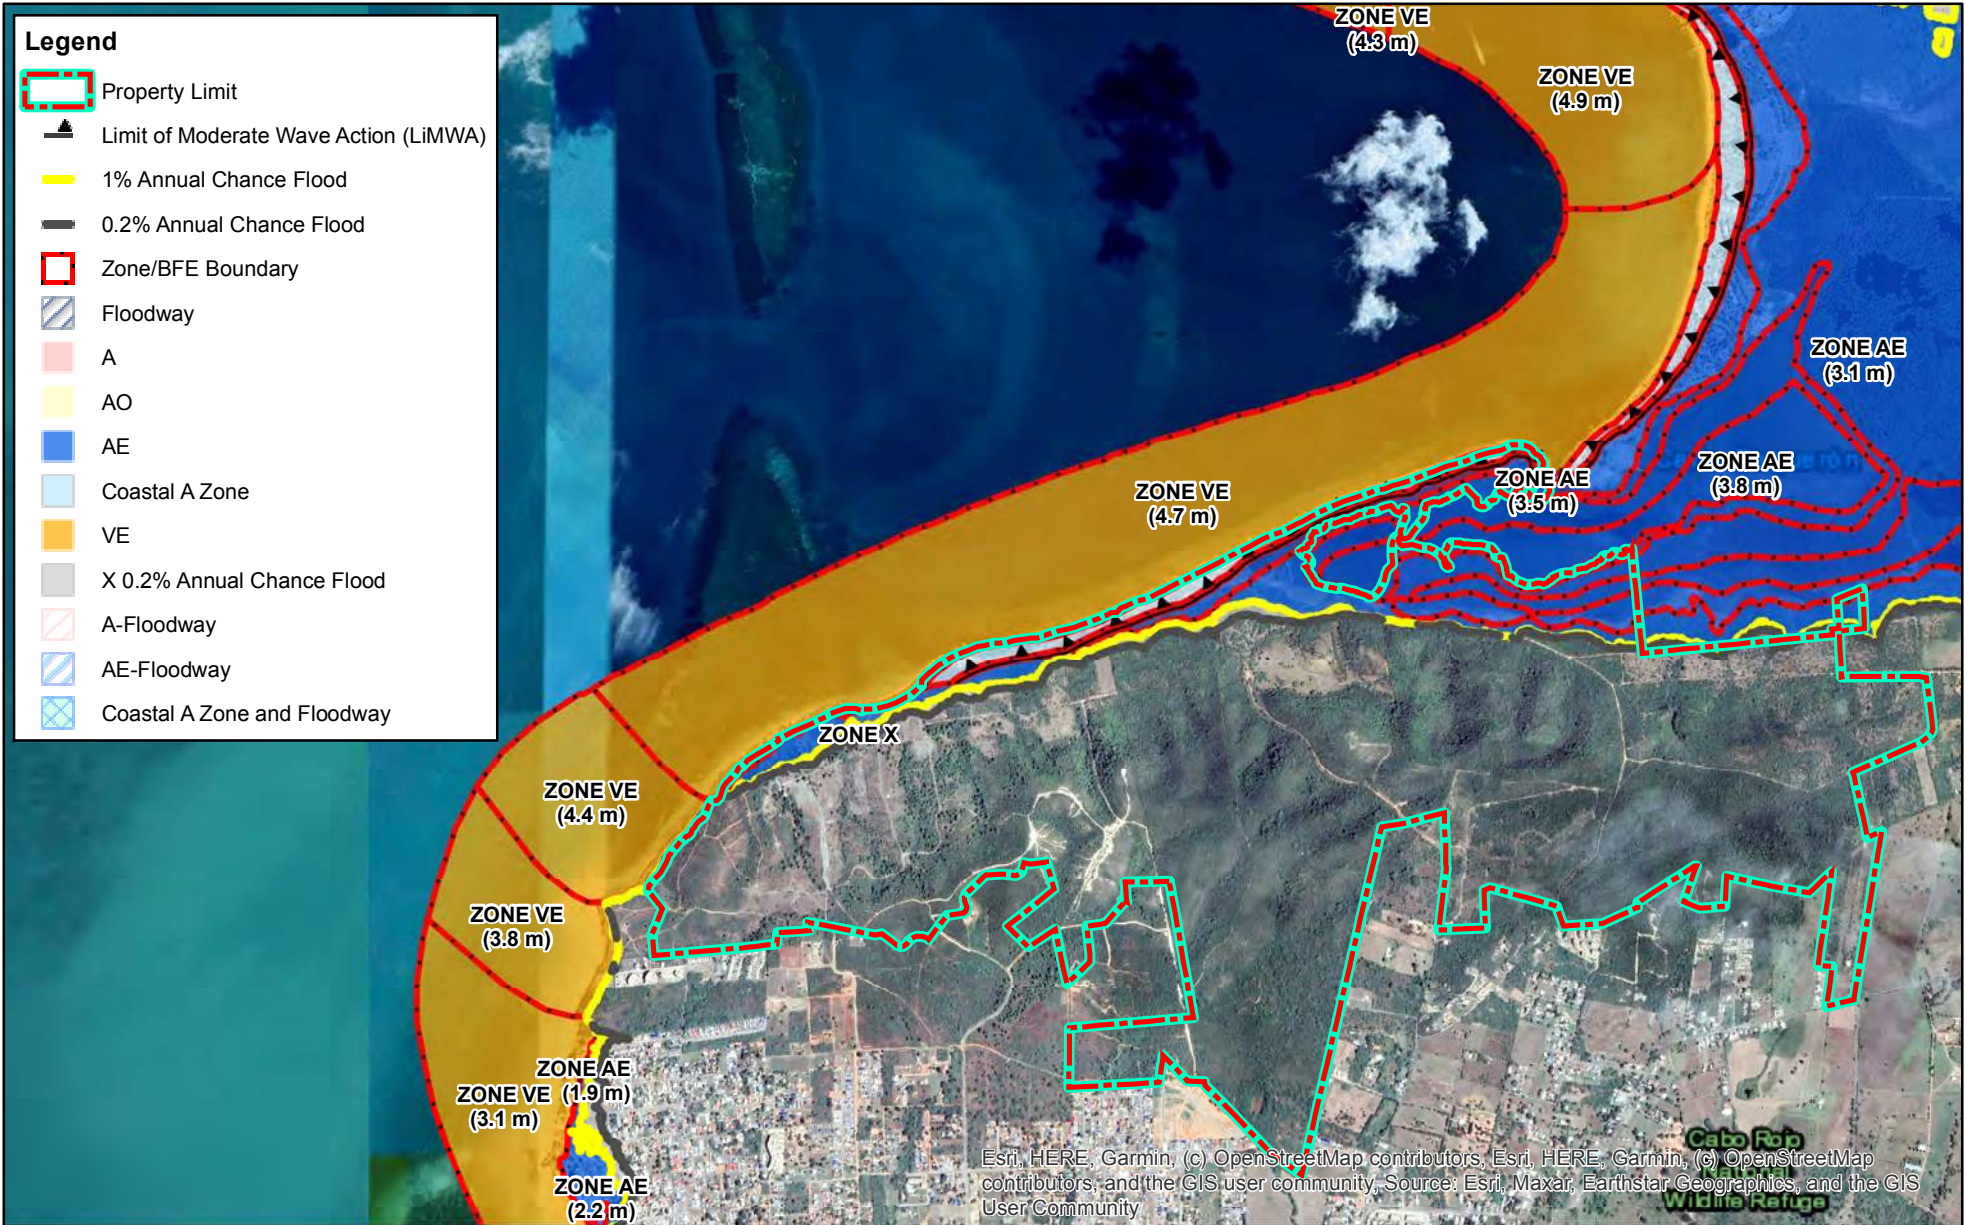 Legend
Property Limit
Limit of Moderate Wave Action (LiMWA)
1% Annual Chance Flood
0.2% Annual Chance Flood
Zone/BFE Boundary
Floodway
A
AO
AE
Coastal A Zone
VE
X 0.2% Annual Chance Flood
A-Floodway
AE-Floodway
Coastal A Zone and Floodway
ZONE VE
(4.3 m)
ZONE VE
(4.9 m)
ZONE AE
(3.1 m)
ZONE AE
(3.8 m)
ZONE AE
(3.5 m)
ZONE VE
(4.7 m)
ZONE X
ZONE VE
(4.4 m)
ZONE VE
(3.8 m)
ZONE AE
(1.9 m)
ZONE VE
(3.1 m)
ZONE AE
(2.2 m)
Cabo Rojo
National
Wildlife Refuge
Esri, HERE, Garmin, (c) OpenStreetMap contributors, Esri, HERE, Garmin, (c) OpenStreetMap
contributors, and the GIS user community, Source: Esri, Maxar, Earthstar Geographics, and the GIS
User Community